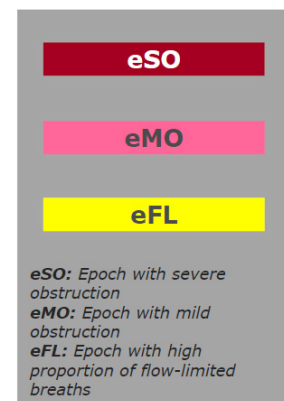 eSO
eMO
eFL
eSO: Epoch with severe
obstruction
eMO: Epoch with mild
obstruction
eFL: Epoch with high
proportion of flow-limited
breaths